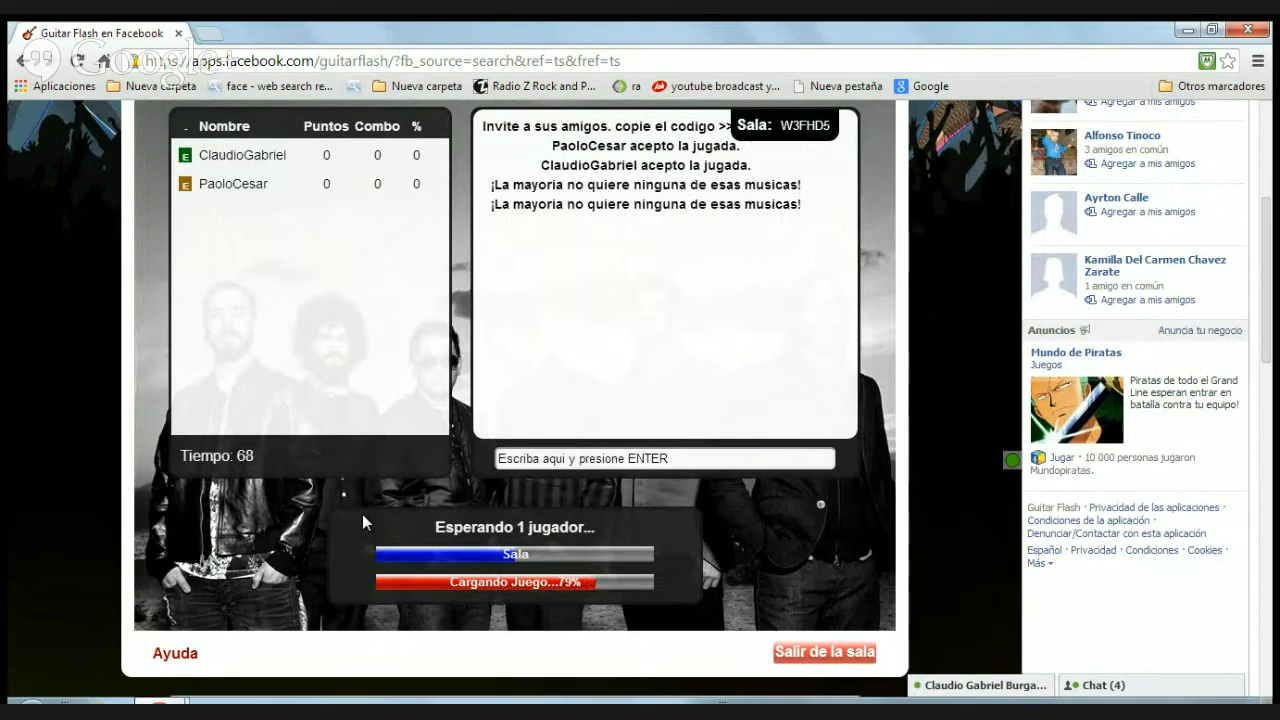 Guitar Flash en Facebook
Google+
https://apps.facebook.com/guitarflash/?fb_source=search&ref=ts&fref=ts
Aplicaciones
Nueva carpeta
face - web search re...
Nueva carpeta
Radio Z Rock and P...
ra
youtube broadcast y...
Nueva pestaña
Google
Otros marcadores
. Nombre Puntos Combo %
E ClaudioGabriel 0 0 0
E PaoloCesar 0 0 0
Tiempo: 68
Invite a sus amigos. copie el codigo >> Sala: W3FHD5
PaoloCesar acepto la jugada.
ClaudioGabriel acepto la jugada.
¡La mayoria no quiere ninguna de esas musicas!
¡La mayoria no quiere ninguna de esas musicas!
Escriba aqui y presione ENTER
Esperando 1 jugador...
Sala
Cargando Juego...79%
Ayuda
Salir de la sala
Agregar a mis amigos
Alfonso Tinoco
3 amigos en común
Agregar a mis amigos
Ayrton Calle
Agregar a mis amigos
Kamilla Del Carmen Chavez
Zarate
1 amigo en común
Agregar a mis amigos
Anuncios
Anuncia tu negocio
Mundo de Piratas
Juegos
Piratas de todo el Grand
Line esperan entrar en
batalla contra tu equipo!
Jugar · 10 000 personas jugaron
Mundopiratas.
Guitar Flash · Privacidad de las aplicaciones ·
Condiciones de la aplicación ·
Denunciar/Contactar con esta aplicación
Español · Privacidad · Condiciones · Cookies ·
Más
Claudio Gabriel Burga...
Chat (4)